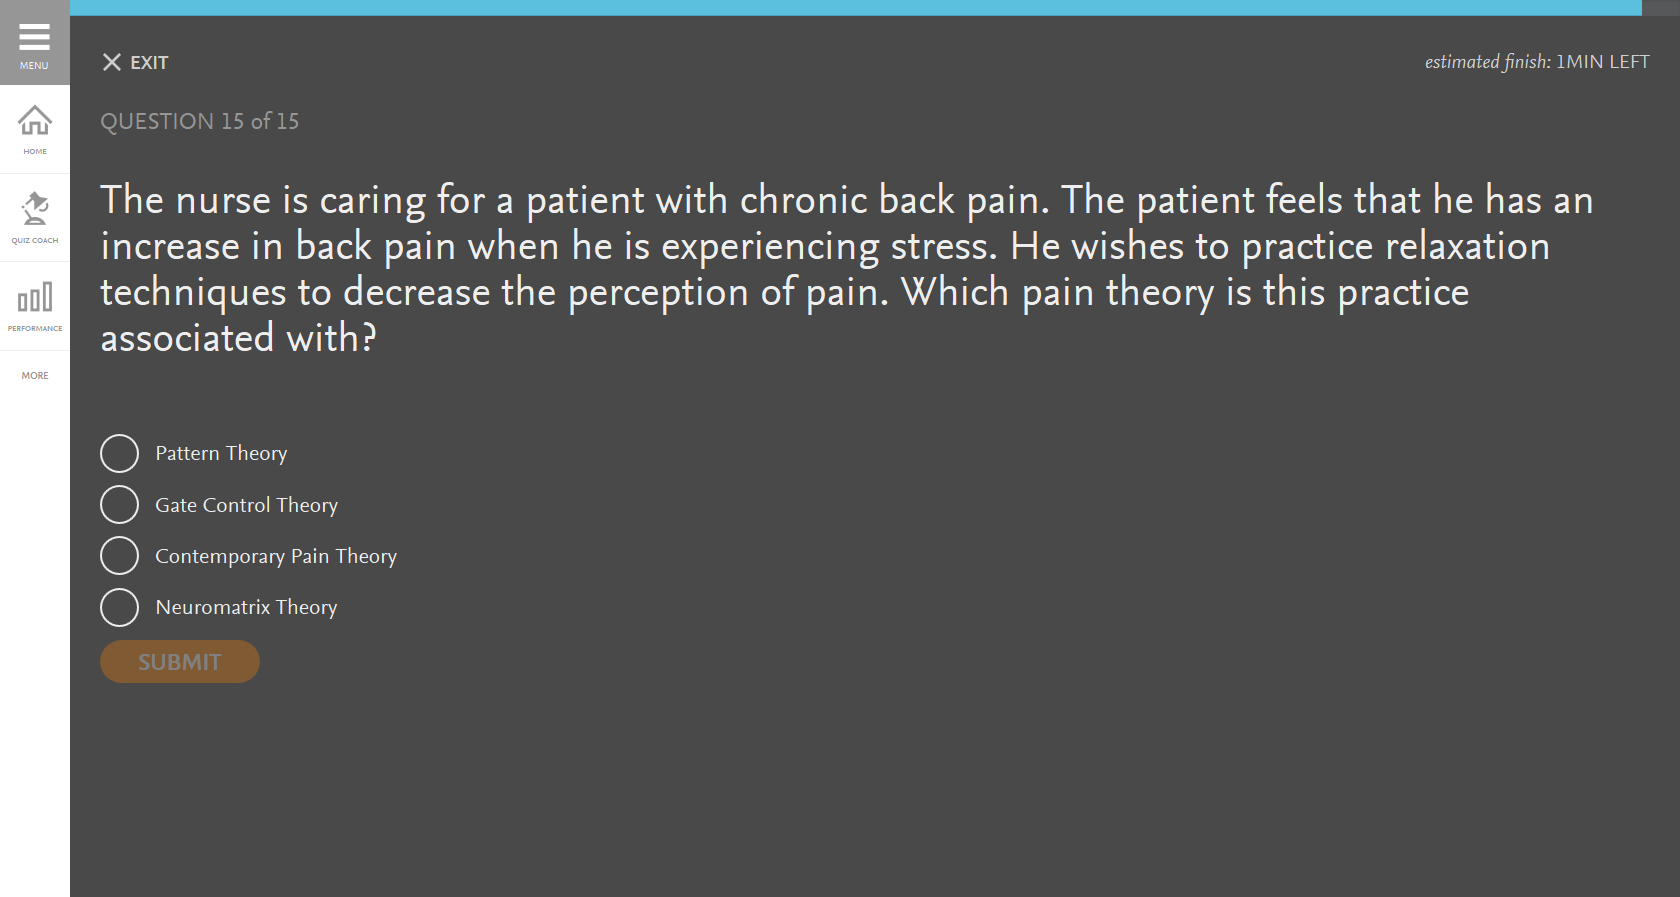 MENU
HOME
QUIZ COACH
PERFORMANCE
MORE
EXIT
estimated finish: 1MIN LEFT
QUESTION 15 of 15
The nurse is caring for a patient with chronic back pain. The patient feels that he has an
increase in back pain when he is experiencing stress. He wishes to practice relaxation
techniques to decrease the perception of pain. Which pain theory is this practice
associated with?
Pattern Theory
Gate Control Theory
Contemporary Pain Theory
Neuromatrix Theory
SUBMIT